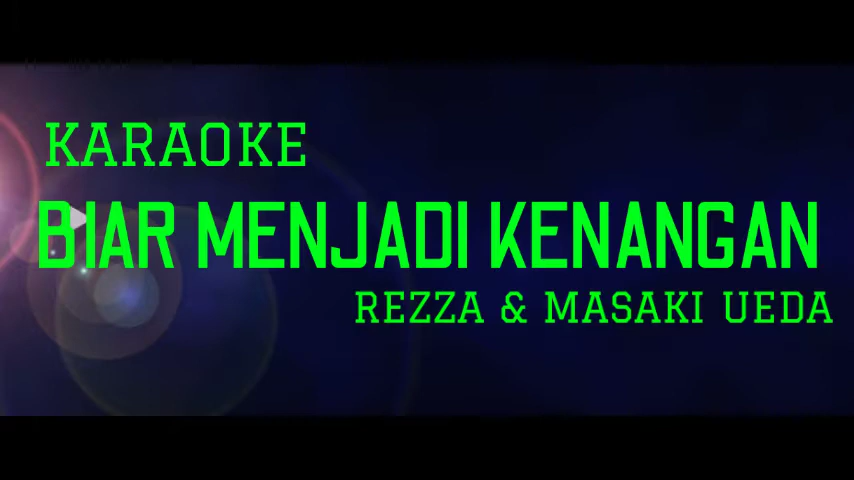 KARAOKE
BIAR MENJADI KENANGAN
REZZA & MASAKI UEDA